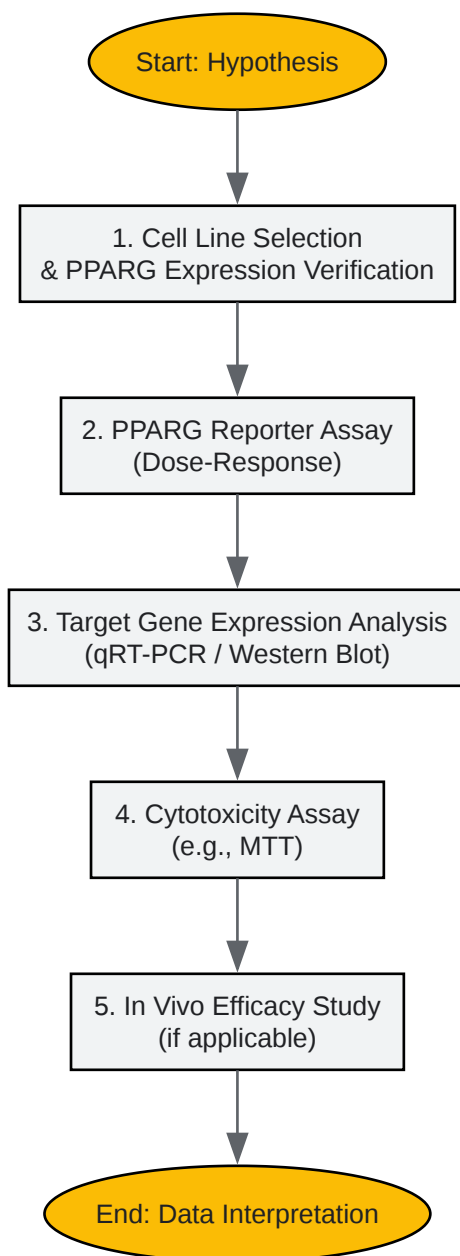 Start: Hypothesis
1. Cell Line Selection
& PPARG Expression Verification
2. PPARG Reporter Assay
(Dose-Response)
3. Target Gene Expression Analysis
(qRT-PCR / Western Blot)
4. Cytotoxicity Assay
(e.g., MTT)
5. In Vivo Efficacy Study
(if applicable)
End: Data Interpretation